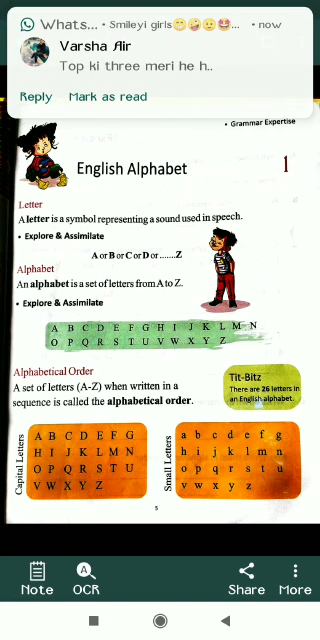 Whats... • Smileyi girls😁🤪🙂🤩... • now
Varsha Air
Top ki three meri he h..
Reply Mark as read
• Grammar Expertise
English Alphabet 1
Letter
A letter is a symbol representing a sound used in speech.
• Explore & Assimilate
A or B or C or D or .......Z
Alphabet
An alphabet is a set of letters from A to Z.
• Explore & Assimilate
A B C D E F G H I J K L M N
O P Q R S T U V W X Y Z
Alphabetical Order
A set of letters (A-Z) when written in a
sequence is called the alphabetical order.
Tit-Bitz
There are 26 letters in
an English alphabet.
Capital Letters
A B C D E F G
H I J K L M N
O P Q R S T U
V W X Y Z
Small Letters
a b c d e f g
h i j k l m n
o p q r s t u
v w x y z
5
Note OCR Share More